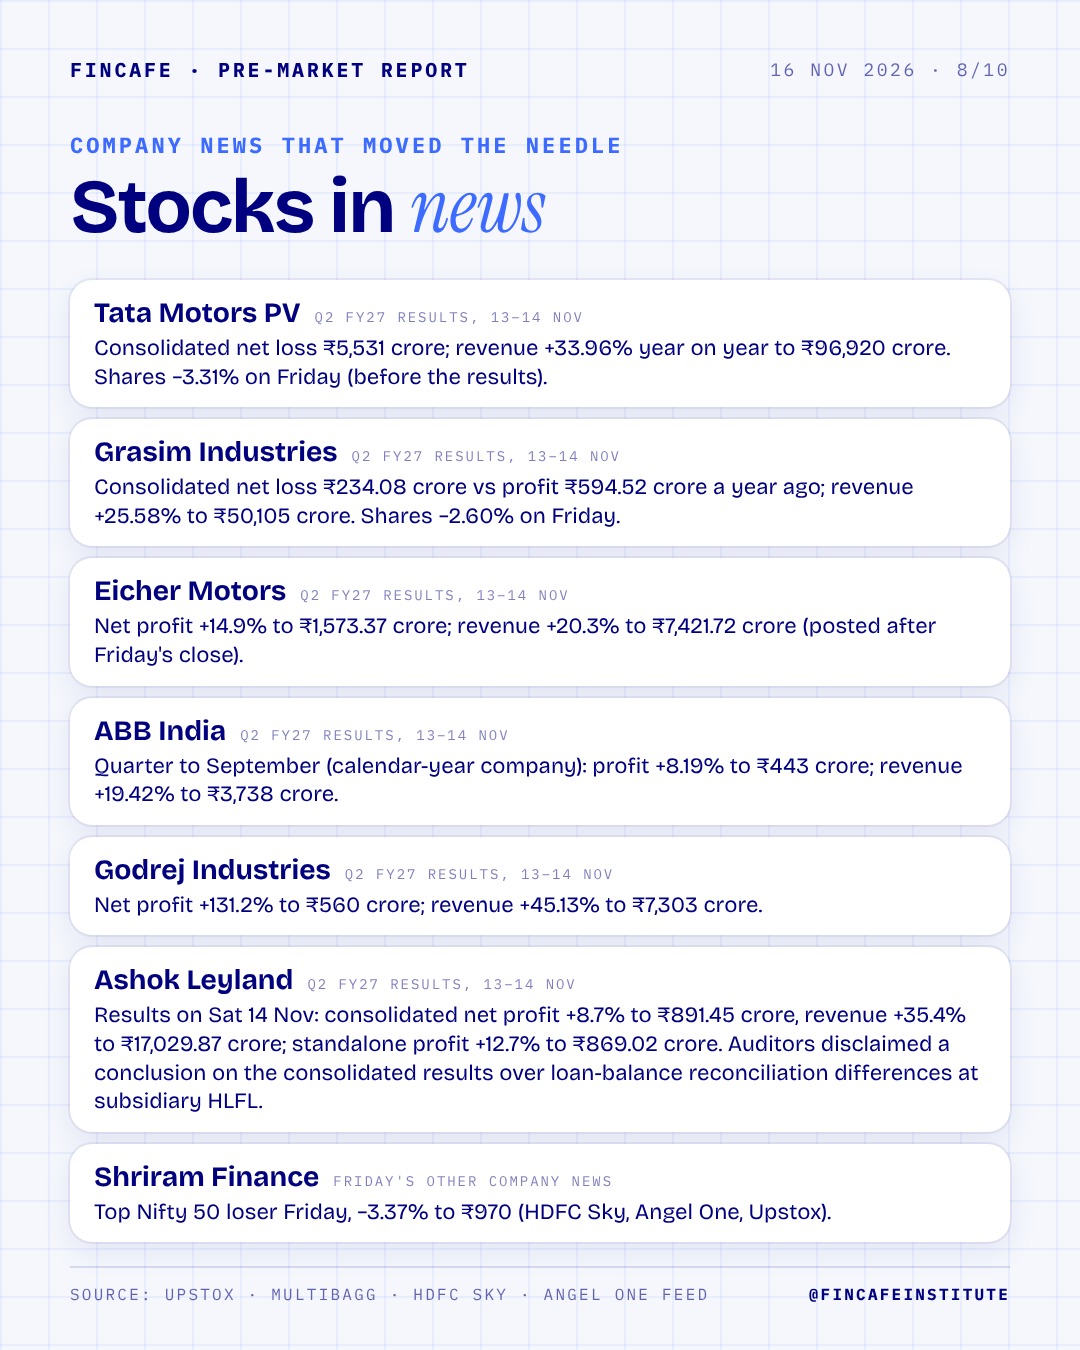 FINCAFE · PRE-MARKET REPORT
16 NOV 2026 · 8/10
COMPANY NEWS THAT MOVED THE NEEDLE
Stocks in news
Tata Motors PV Q2 FY27 RESULTS, 13–14 NOV
Consolidated net loss ₹5,531 crore; revenue +33.96% year on year to ₹96,920 crore.
Shares −3.31% on Friday (before the results).
Grasim Industries Q2 FY27 RESULTS, 13–14 NOV
Consolidated net loss ₹234.08 crore vs profit ₹594.52 crore a year ago; revenue
+25.58% to ₹50,105 crore. Shares −2.60% on Friday.
Eicher Motors Q2 FY27 RESULTS, 13–14 NOV
Net profit +14.9% to ₹1,573.37 crore; revenue +20.3% to ₹7,421.72 crore (posted after
Friday's close).
ABB India Q2 FY27 RESULTS, 13–14 NOV
Quarter to September (calendar-year company): profit +8.19% to ₹443 crore; revenue
+19.42% to ₹3,738 crore.
Godrej Industries Q2 FY27 RESULTS, 13–14 NOV
Net profit +131.2% to ₹560 crore; revenue +45.13% to ₹7,303 crore.
Ashok Leyland Q2 FY27 RESULTS, 13–14 NOV
Results on Sat 14 Nov: consolidated net profit +8.7% to ₹891.45 crore, revenue +35.4%
to ₹17,029.87 crore; standalone profit +12.7% to ₹869.02 crore. Auditors disclaimed a
conclusion on the consolidated results over loan-balance reconciliation differences at
subsidiary HLFL.
Shriram Finance FRIDAY'S OTHER COMPANY NEWS
Top Nifty 50 loser Friday, −3.37% to ₹970 (HDFC Sky, Angel One, Upstox).
SOURCE: UPSTOX · MULTIBAGG · HDFC SKY · ANGEL ONE FEED
@FINCAFEINSTITUTE